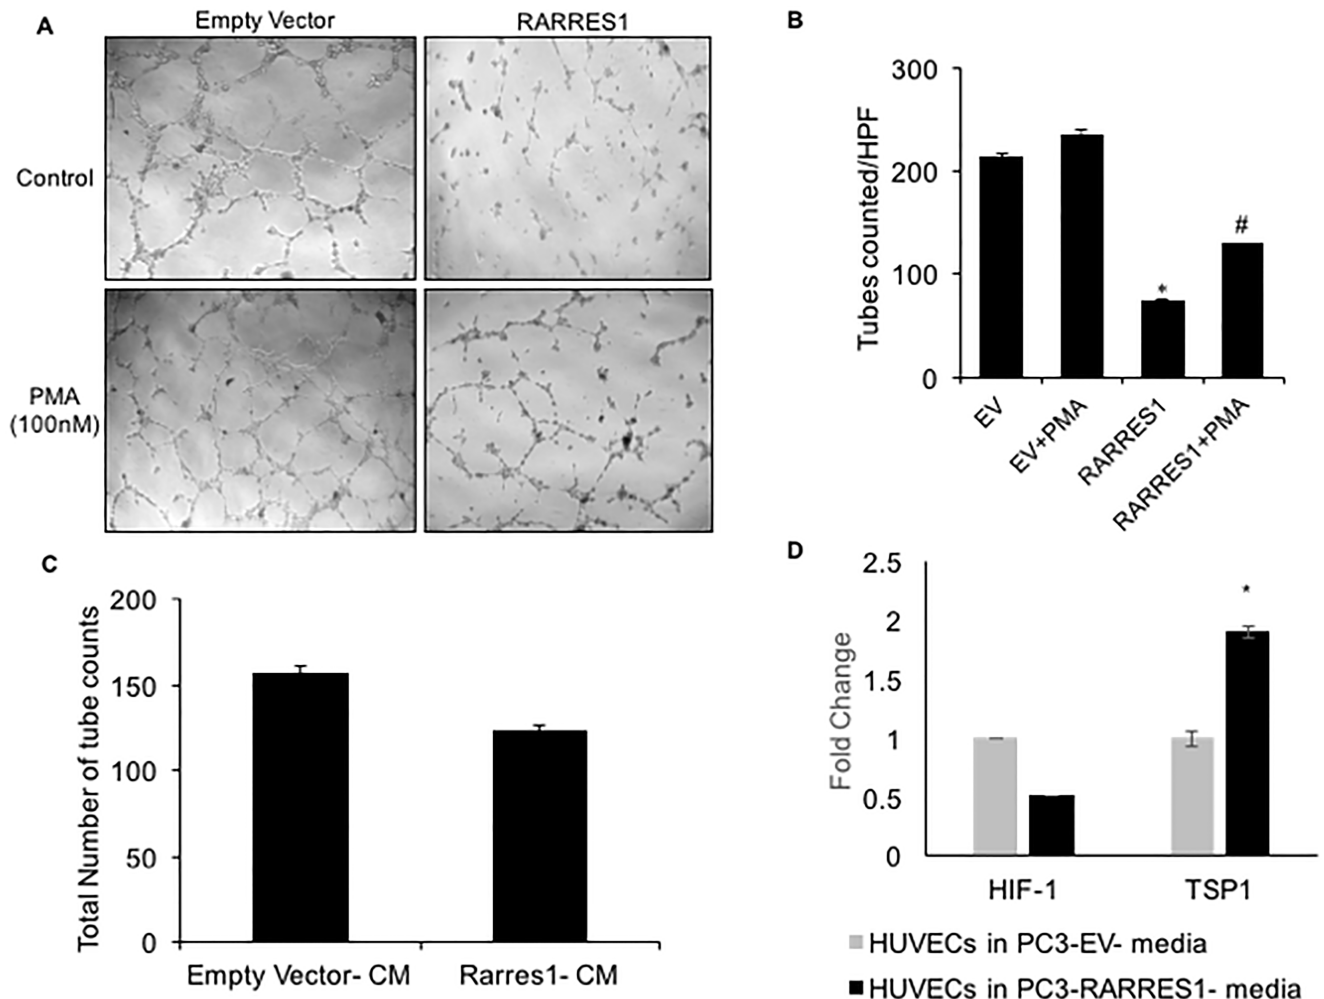 A
Empty Vector
RARRES1
Control
PMA
(100nM)
B
Tubes counted/HPF
300
200
100
0
*
#
EV
EV+PMA
RARRES1
RARRES1+PMA
C
Total Number of tube counts
200
150
100
50
0
Empty Vector- CM
Rarres1- CM
D
Fold Change
2.5
2
1.5
1
0.5
0
*
HIF-1
TSP1
HUVECs in PC3-EV- media
HUVECs in PC3-RARRES1- media